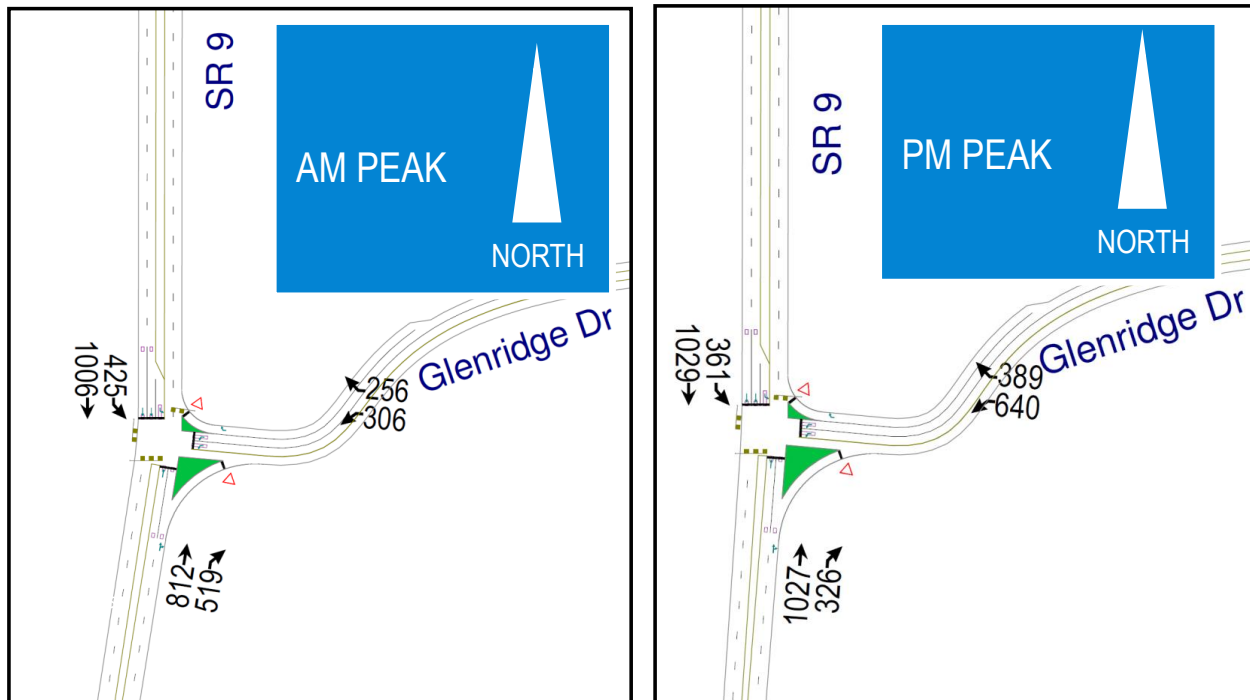 SR 9
AM PEAK
NORTH
Glenridge Dr
425
1006
256
306
812
519
SR 9
PM PEAK
NORTH
Glenridge Dr
361
1029
389
640
1027
326